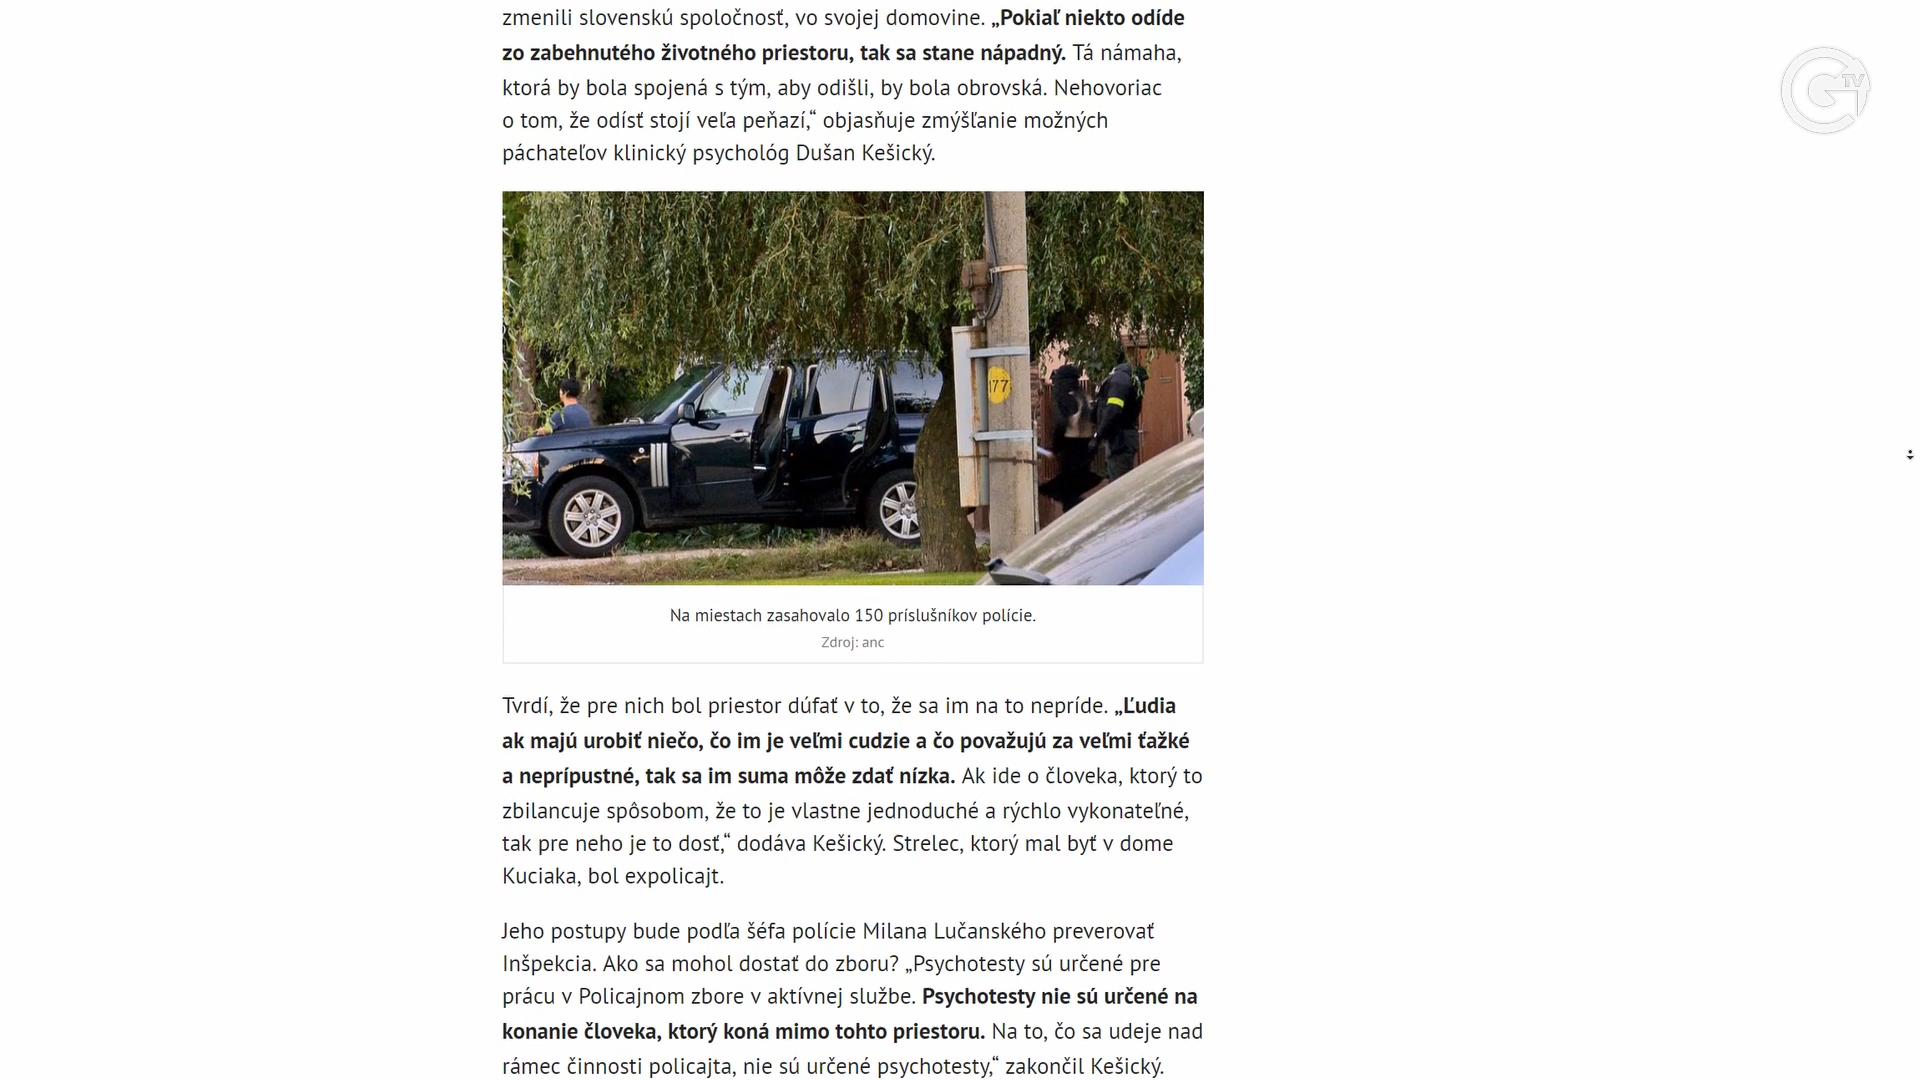 zmenili slovenskú spoločnosť, vo svojej domovine. „Pokiaľ niekto odíde
zo zabehnutého životného priestoru, tak sa stane nápadný. Tá námaha,
ktorá by bola spojená s tým, aby odišli, by bola obrovská. Nehovoriac
o tom, že odísť stojí veľa peňazí,“ objasňuje zmýšľanie možných
páchateľov klinický psychológ Dušan Kešický.
TV
177
Na miestach zasahovalo 150 príslušníkov polície.
Zdroj: anc
Tvrdí, že pre nich bol priestor dúfať v to, že sa im na to nepríde. „Ľudia
ak majú urobiť niečo, čo im je veľmi cudzie a čo považujú za veľmi ťažké
a neprípustné, tak sa im suma môže zdať nízka. Ak ide o človeka, ktorý to
zbilancuje spôsobom, že to je vlastne jednoduché a rýchlo vykonateľné,
tak pre neho je to dosť,“ dodáva Kešický. Strelec, ktorý mal byť v dome
Kuciaka, bol expolicajt.
Jeho postupy bude podľa šéfa polície Milana Lučanského preverovať
Inšpekcia. Ako sa mohol dostať do zboru? „Psychotesty sú určené pre
prácu v Policajnom zbore v aktívnej službe. Psychotesty nie sú určené na
konanie človeka, ktorý koná mimo tohto priestoru. Na to, čo sa udeje nad
rámec činnosti policajta, nie sú určené psychotesty,“ zakončil Kešický.